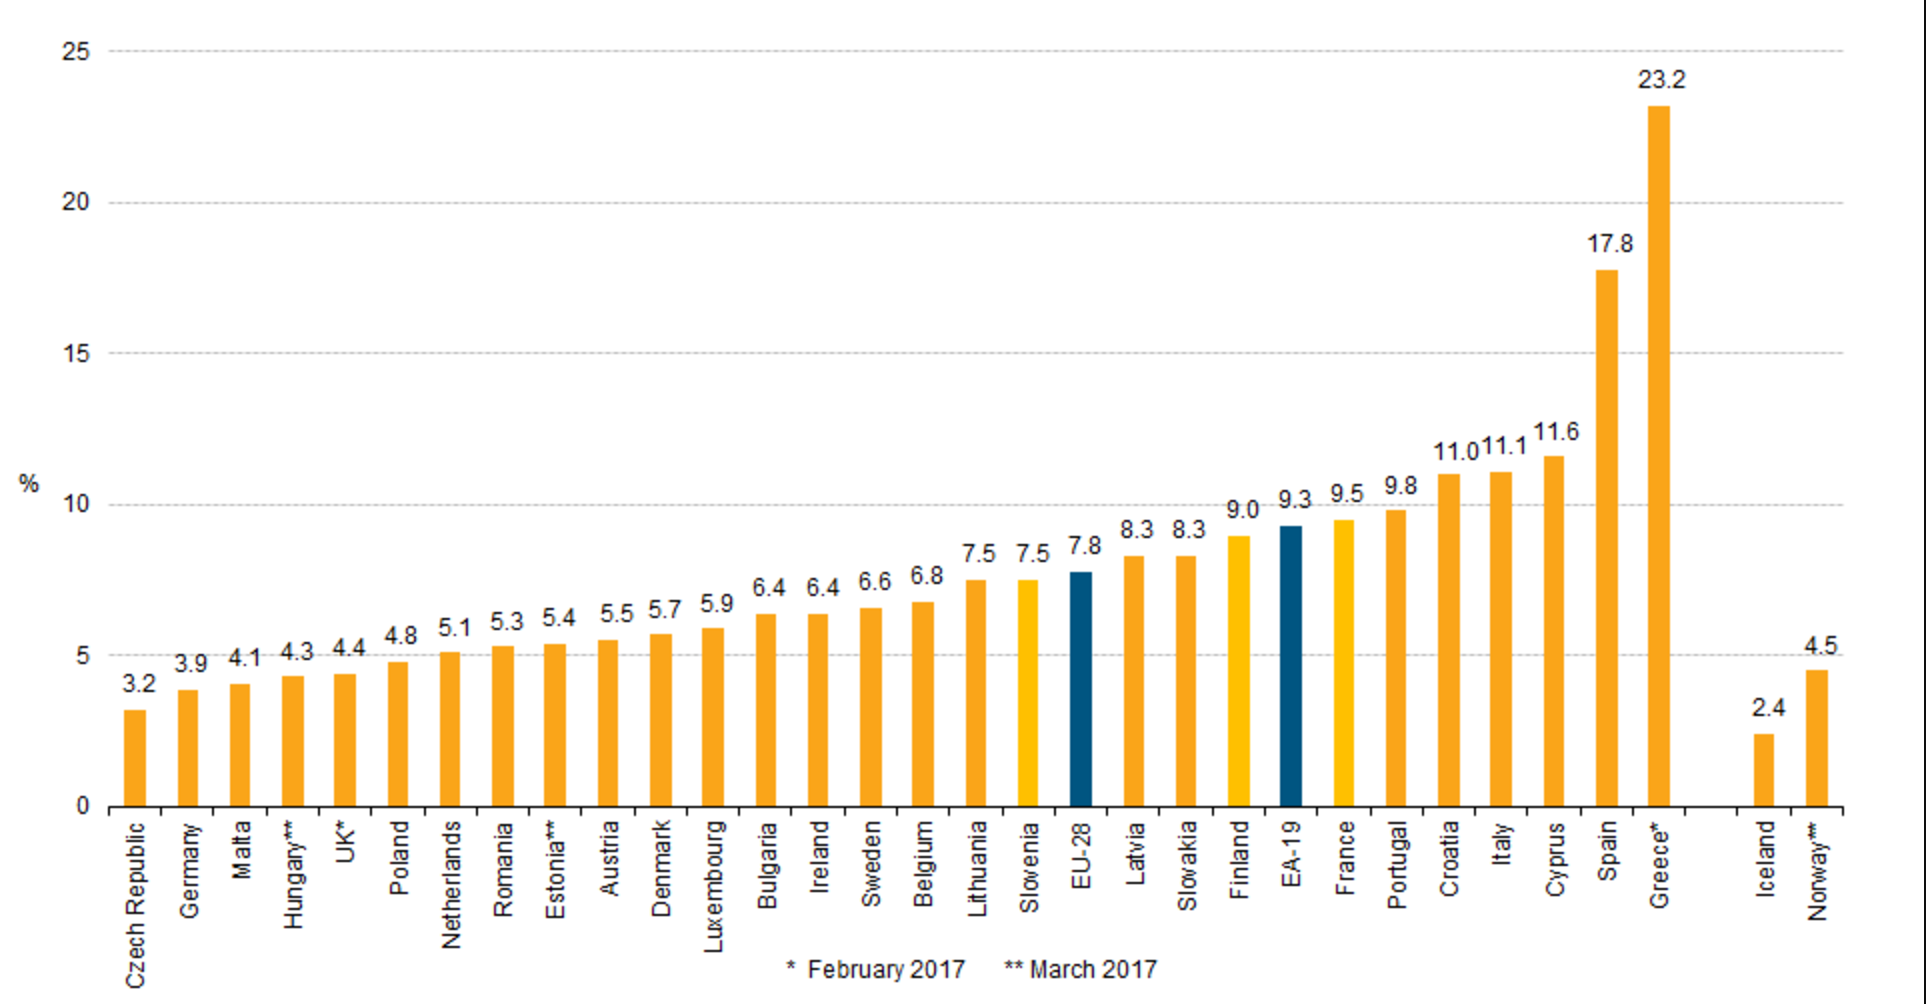 25
20
15
%
10
5
0
3.2
3.9
4.1
4.3
4.4
4.8
5.1
5.3
5.4
5.5
5.7
5.9
6.4
6.4
6.6
6.8
7.5
7.5
7.8
8.3
8.3
9.0
9.3
9.5
9.8
11.0
11.1
11.6
17.8
23.2
2.4
4.5
Czech Republic
Germany
Malta
Hungary**
UK*
Poland
Netherlands
Romania
Estonia**
Austria
Denmark
Luxembourg
Bulgaria
Ireland
Sweden
Belgium
Lithuania
Slovenia
EU-28
Latvia
Slovakia
Finland
EA-19
France
Portugal
Croatia
Italy
Cyprus
Spain
Greece*
Iceland
Norway**
* February 2017 ** March 2017